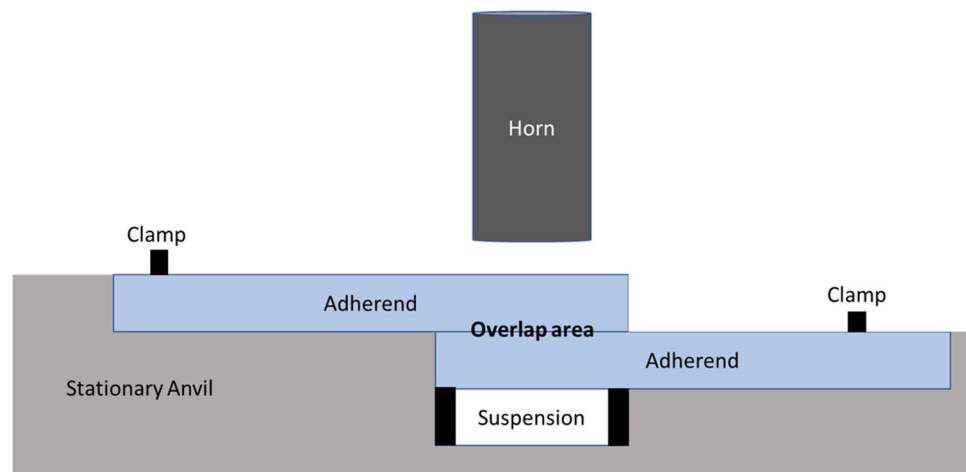 Horn
Clamp
Clamp
Adherend
Overlap area
Adherend
Stationary Anvil
Suspension